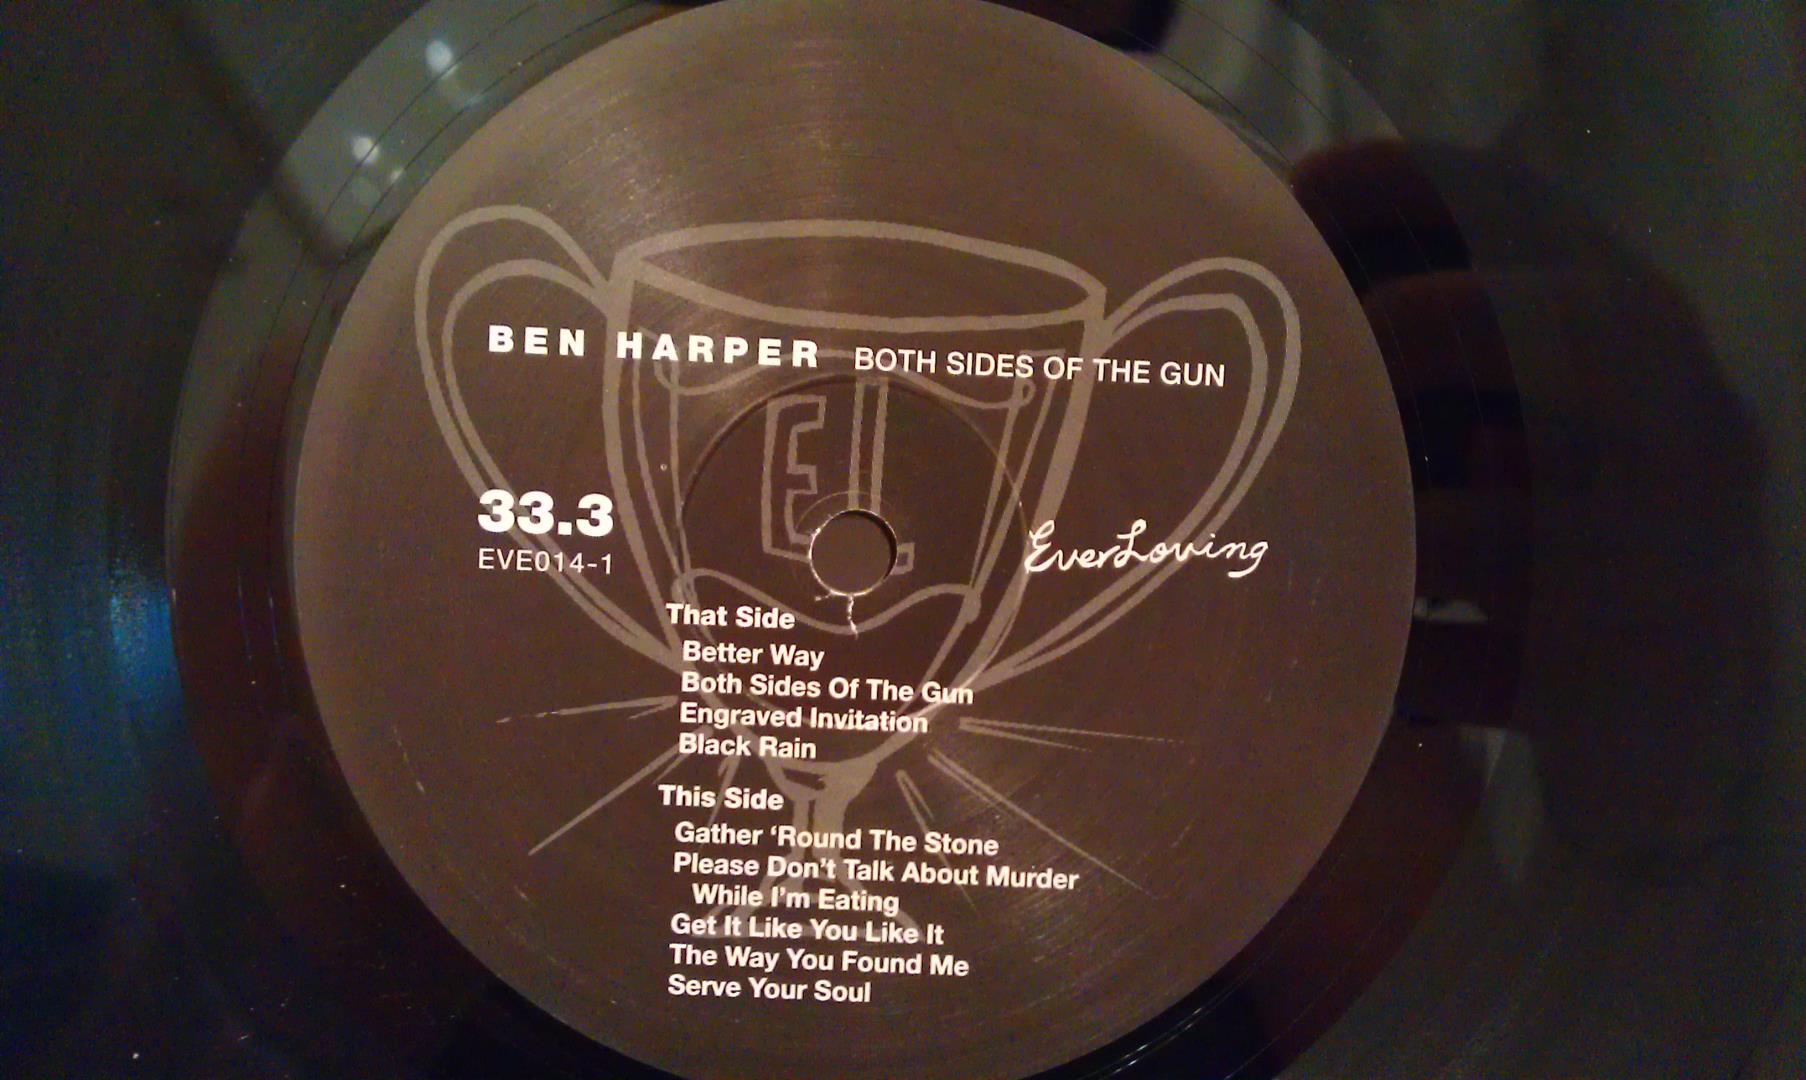 BEN HARPER BOTH SIDES OF THE GUN
EL.
33.3
EVE014-1
EverLoving
That Side
Better Way
Both Sides Of The Gun
Engraved Invitation
Black Rain
This Side
Gather ‘Round The Stone
Please Don’t Talk About Murder
While I’m Eating
Get It Like You Like It
The Way You Found Me
Serve Your Soul